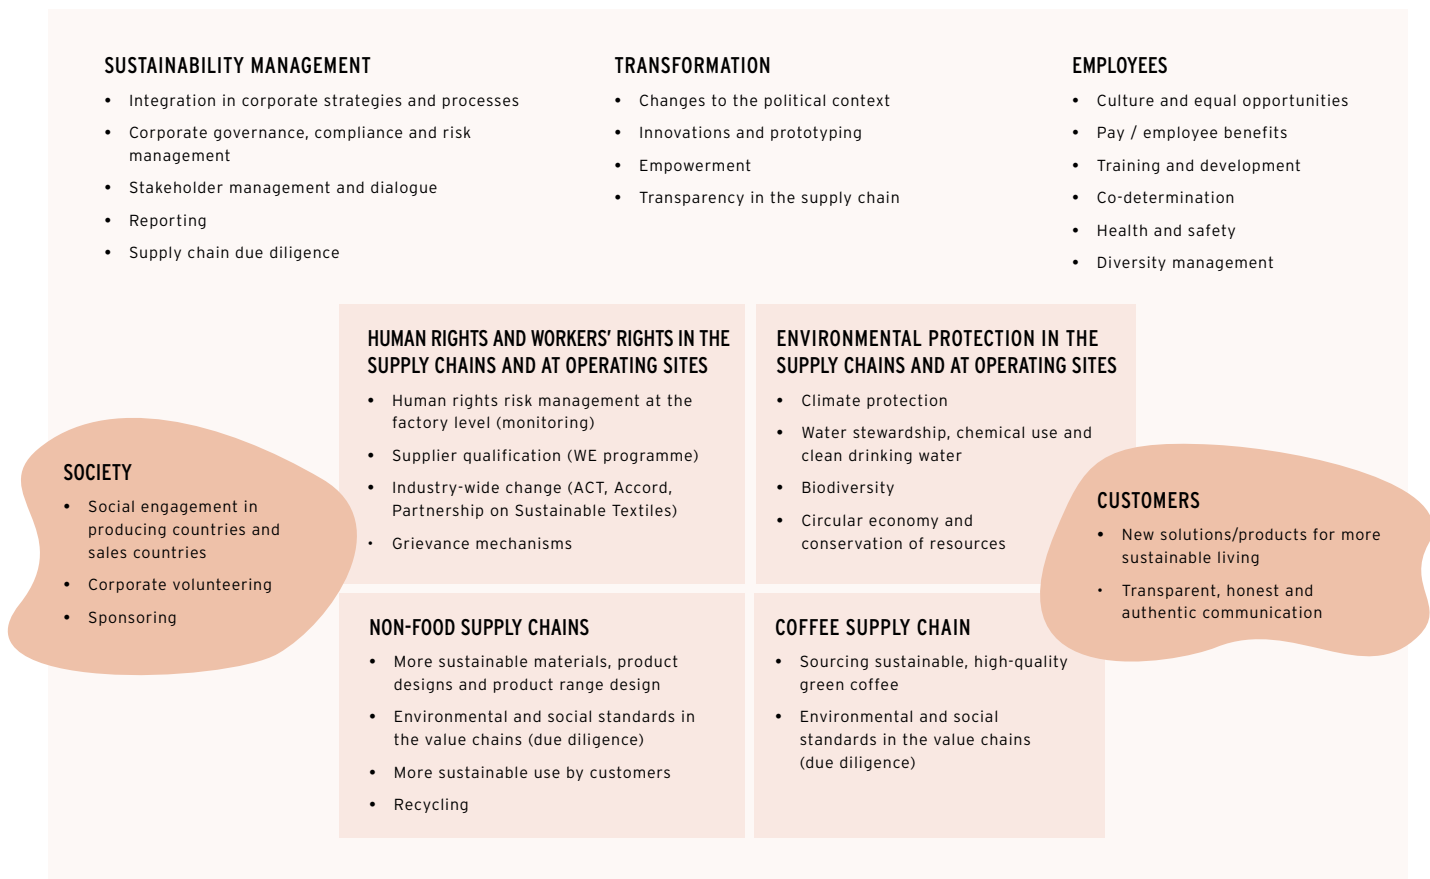 SUSTAINABILITY MANAGEMENT
• Integration in corporate strategies and processes
• Corporate governance, compliance and risk
management
• Stakeholder management and dialogue
• Reporting
• Supply chain due diligence
TRANSFORMATION
• Changes to the political context
• Innovations and prototyping
• Empowerment
• Transparency in the supply chain
EMPLOYEES
• Culture and equal opportunities
• Pay / employee benefits
• Training and development
• Co-determination
• Health and safety
• Diversity management
HUMAN RIGHTS AND WORKERS’ RIGHTS IN THE
SUPPLY CHAINS AND AT OPERATING SITES
• Human rights risk management at the
factory level (monitoring)
• Supplier qualification (WE programme)
• Industry-wide change (ACT, Accord,
Partnership on Sustainable Textiles)
• Grievance mechanisms
ENVIRONMENTAL PROTECTION IN THE
SUPPLY CHAINS AND AT OPERATING SITES
• Climate protection
• Water stewardship, chemical use and
clean drinking water
• Biodiversity
• Circular economy and
conservation of resources
SOCIETY
• Social engagement in
producing countries and
sales countries
• Corporate volunteering
• Sponsoring
CUSTOMERS
• New solutions/products for more
sustainable living
• Transparent, honest and
authentic communication
NON-FOOD SUPPLY CHAINS
• More sustainable materials, product
designs and product range design
• Environmental and social standards in
the value chains (due diligence)
• More sustainable use by customers
• Recycling
COFFEE SUPPLY CHAIN
• Sourcing sustainable, high-quality
green coffee
• Environmental and social
standards in the value chains
(due diligence)